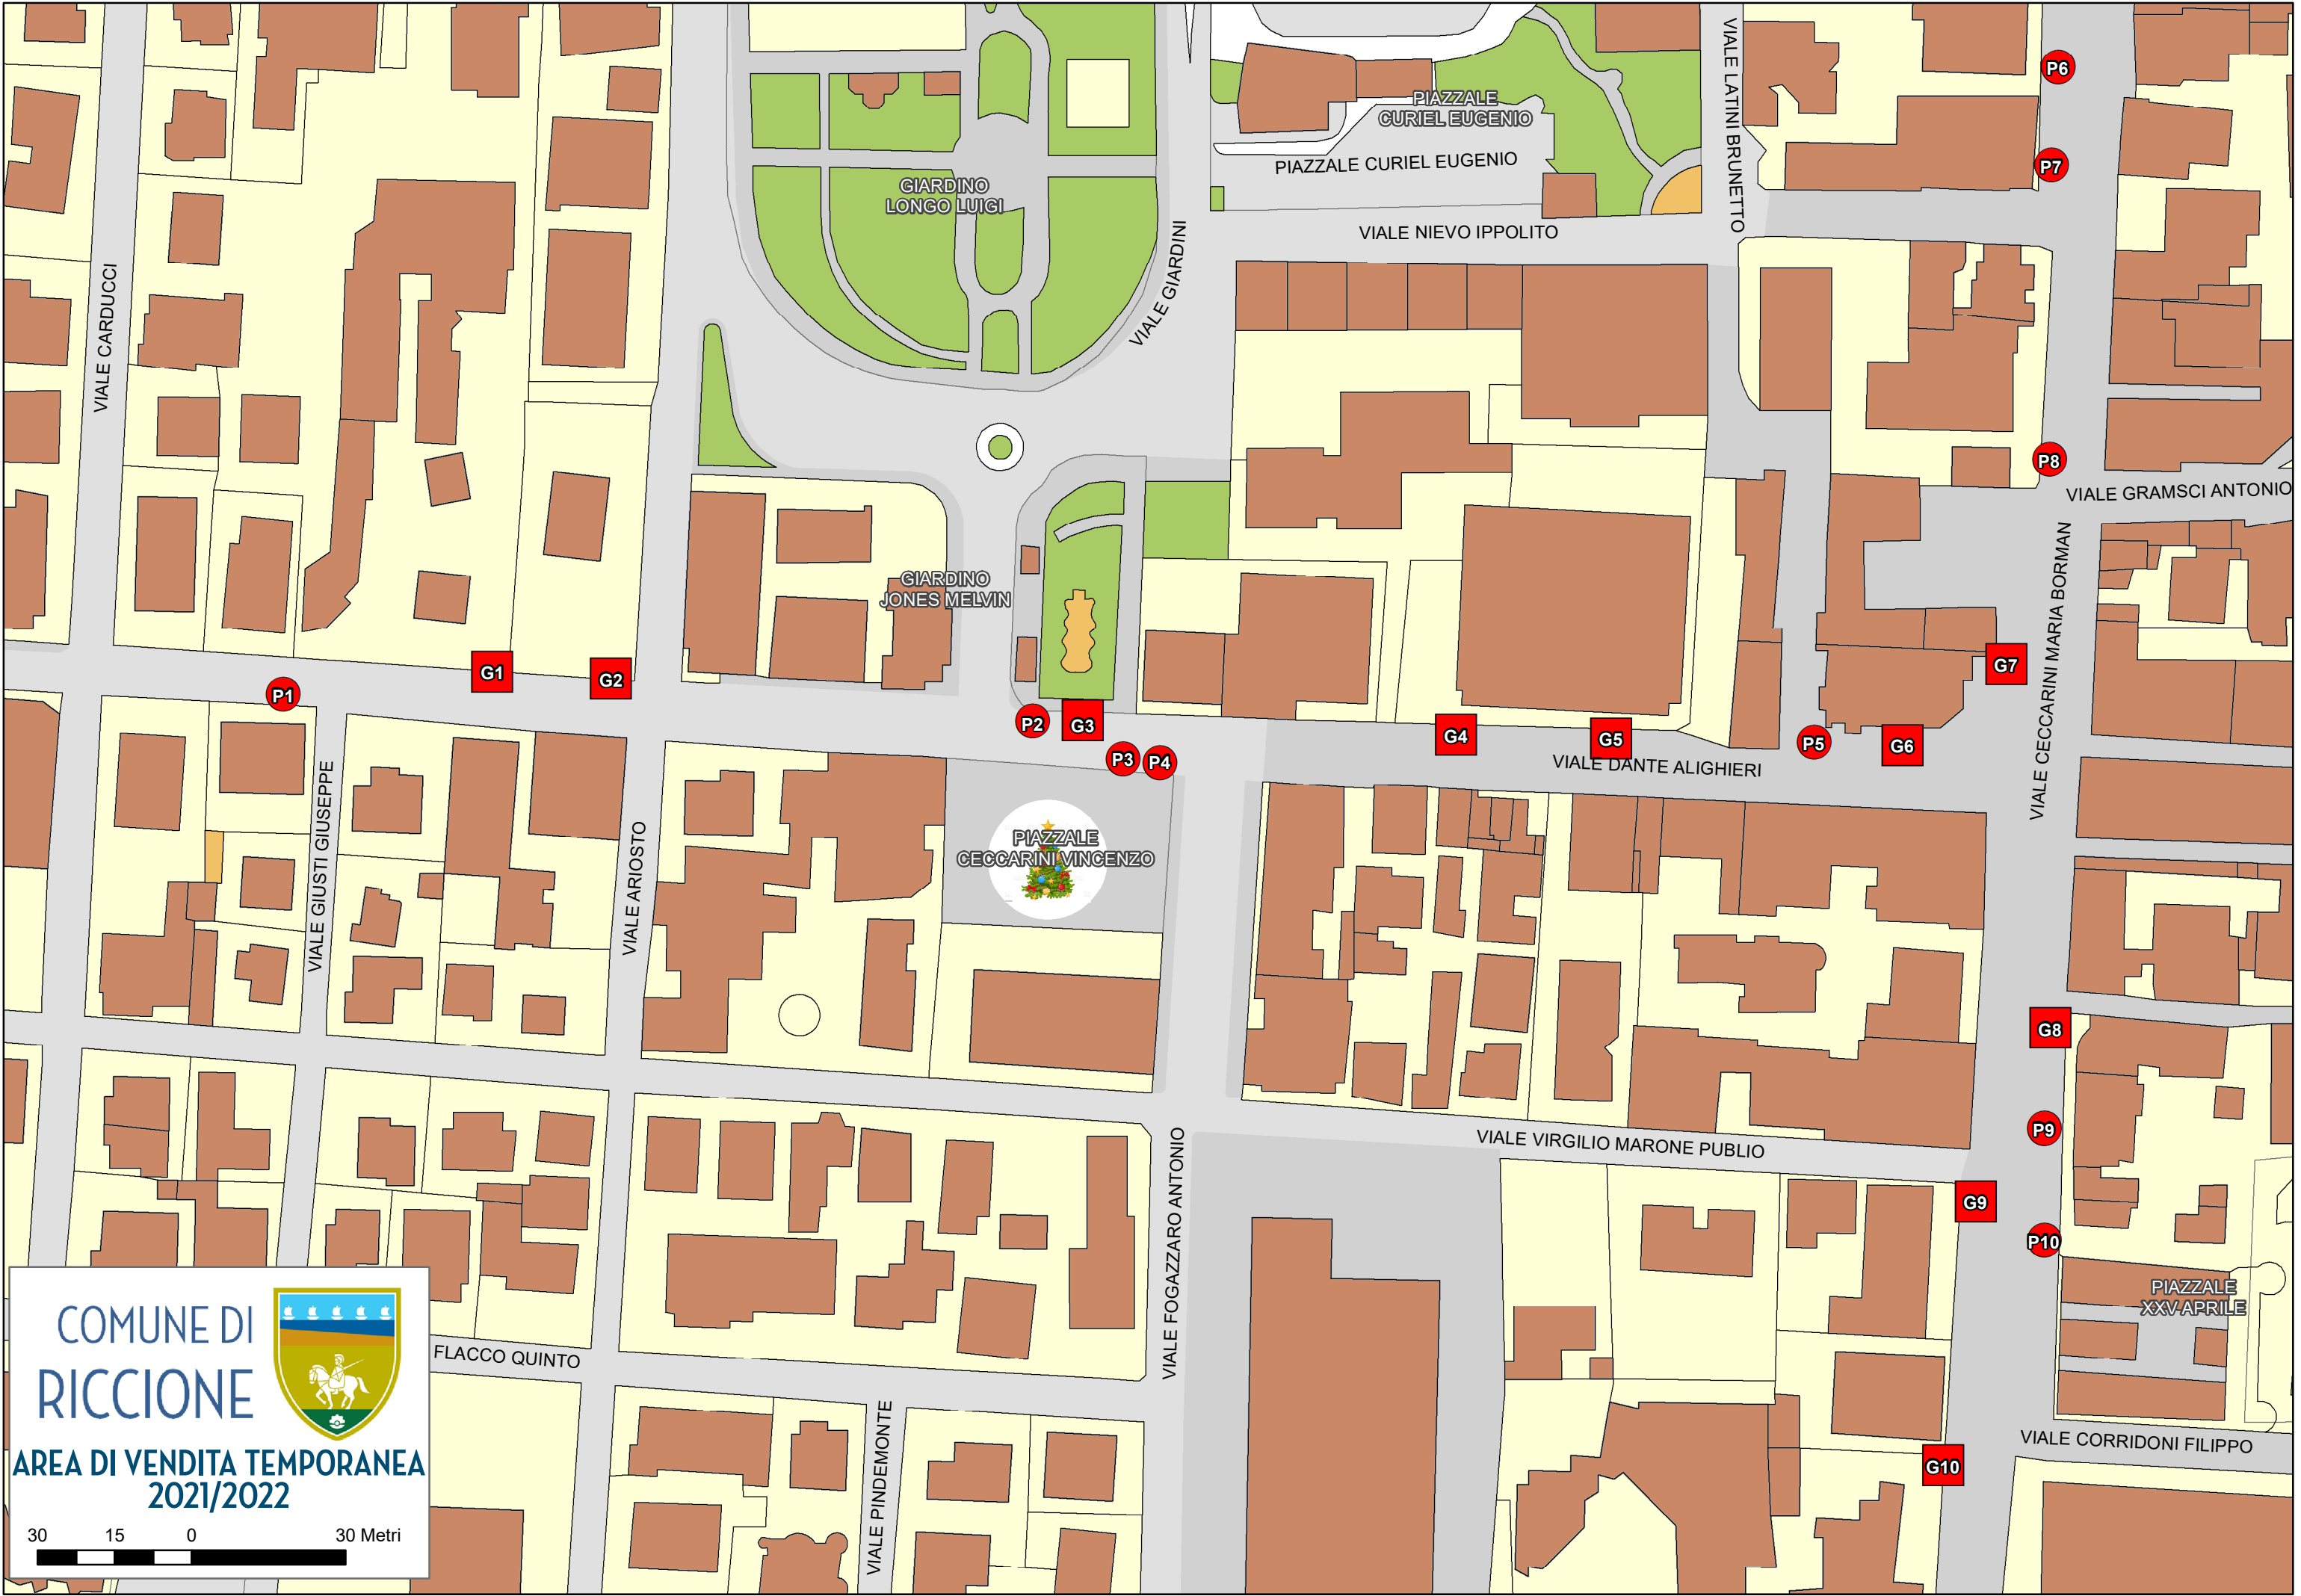 VIALE LATINI BRUNETTO
P6
PIAZZALE
CURIEL EUGENIO
PIAZZALE CURIEL EUGENIO
P7
GIARDINO
LONGO LUIGI
VIALE NIEVO IPPOLITO
VIALE GIARDINI
VIALE CARDUCCI
P8
VIALE GRAMSCI ANTONIO
GIARDINO
JONES MELVIN
VIALE CECCARINI MARIA BORMAN
G1
G2
G7
P1
P2
G3
G4
G5
P5
G6
P3
P4
VIALE DANTE ALIGHIERI
VIALE GIUSTI GIUSEPPE
VIALE ARIOSTO
PIAZZALE
CECCARINI VINCENZO
G8
P9
VIALE VIRGILIO MARONE PUBLIO
VIALE FOGAZZARO ANTONIO
G9
P10
PIAZZALE
XXV APRILE
FLACCO QUINTO
VIALE PINDEMONTE
VIALE CORRIDONI FILIPPO
G10
COMUNE DI
RICCIONE
AREA DI VENDITA TEMPORANEA
2021/2022
30 15 0 30 Metri